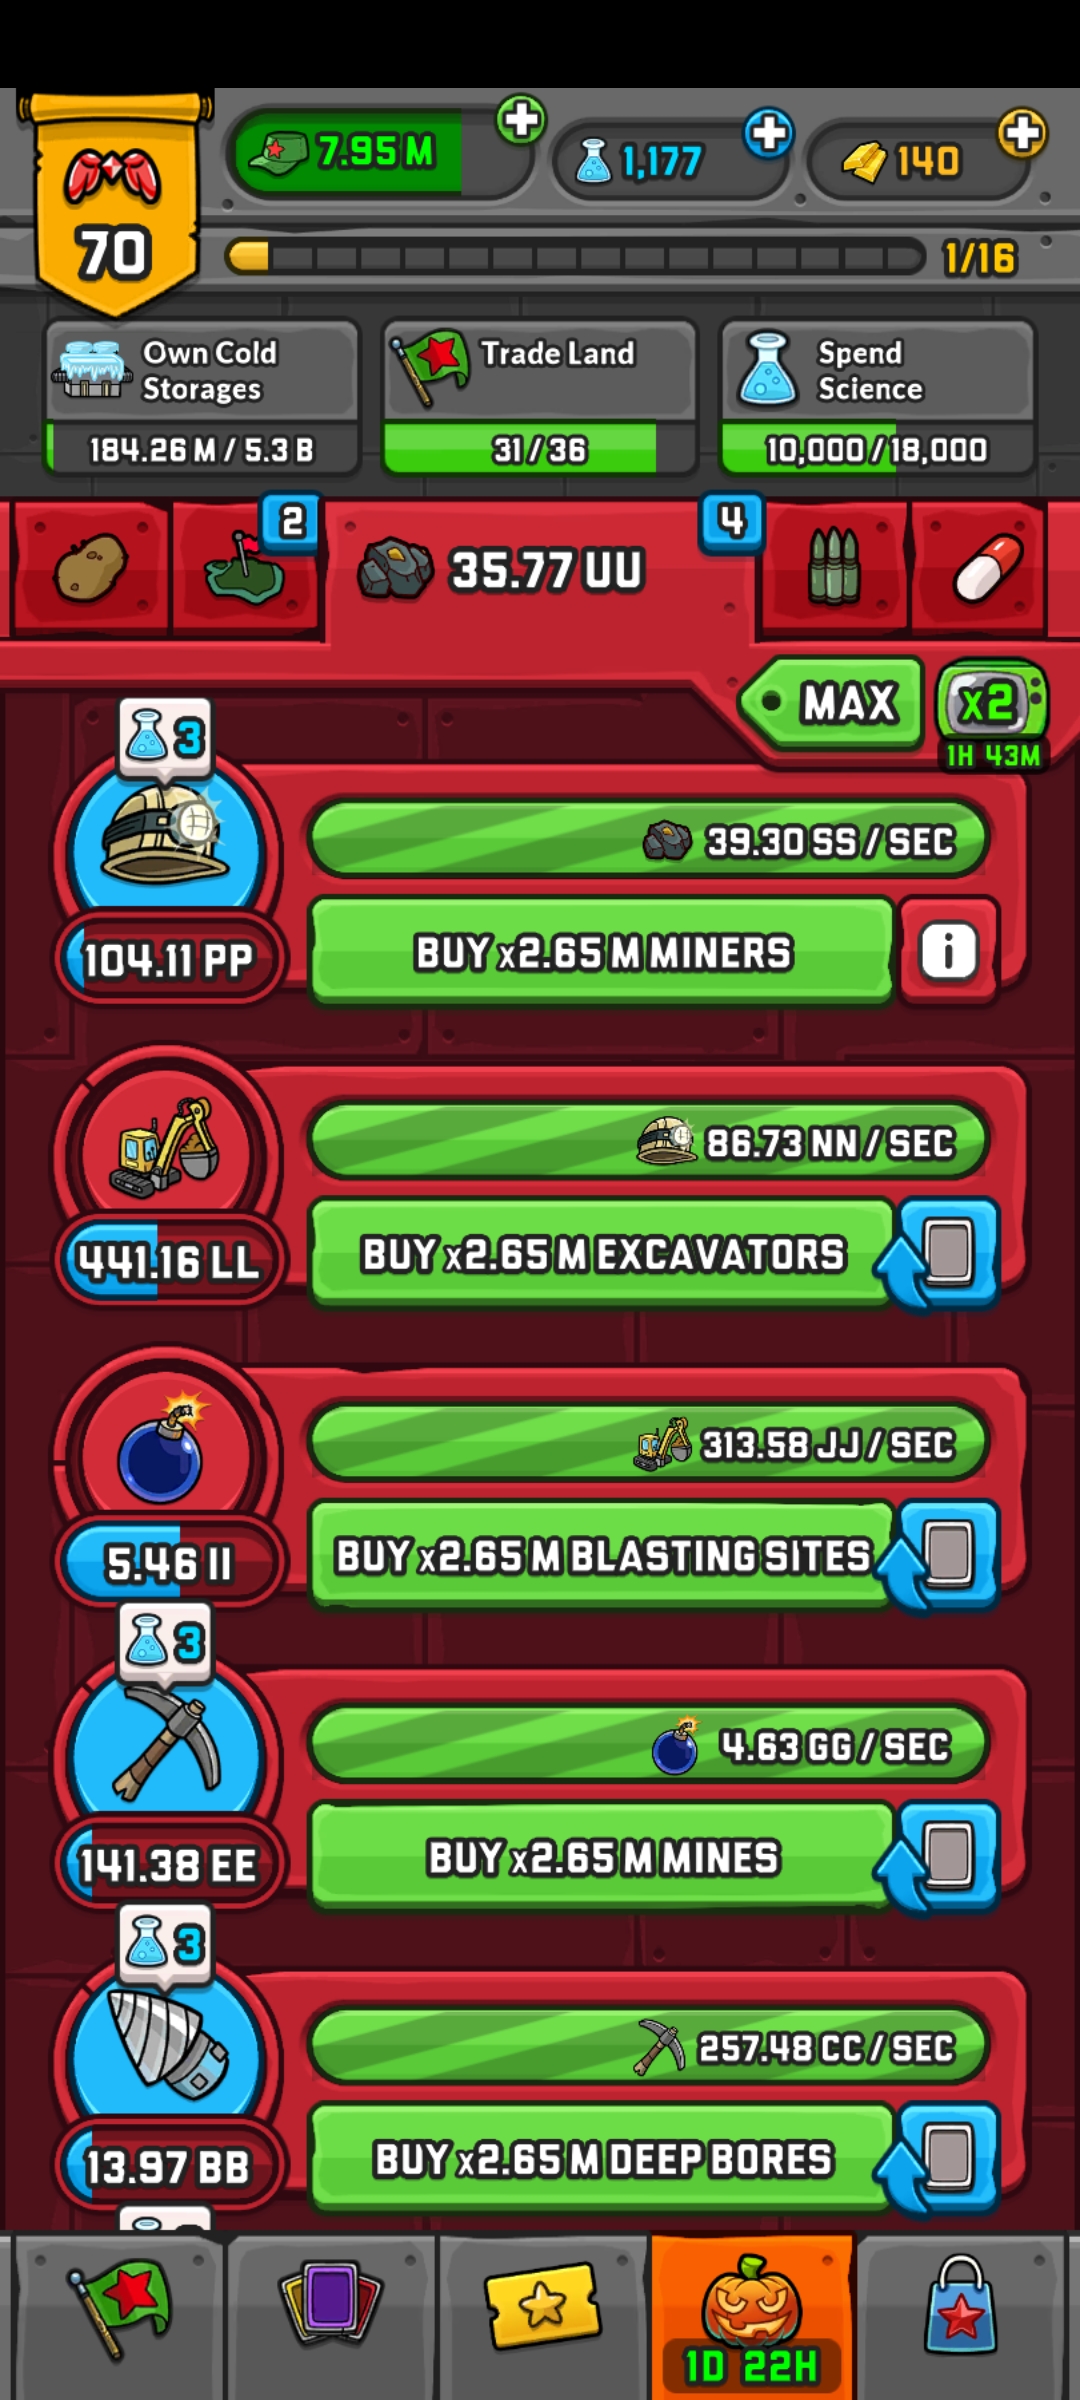 7.95 M
1,177
140
70
1/16
Own Cold
Storages
184.26 M / 5.3 B
Trade Land
31 / 36
Spend
Science
10,000 / 18,000
2
35.77 UU
4
MAX
x2
1H 43M
3
39.30 SS / SEC
104.11 PP
BUY x2.65 M MINERS
i
86.73 NN / SEC
441.16 LL
BUY x2.65 M EXCAVATORS
313.58 JJ / SEC
5.46 II
BUY x2.65 M BLASTING SITES
3
4.63 GG / SEC
141.38 EE
BUY x2.65 M MINES
3
257.48 CC / SEC
13.97 BB
BUY x2.65 M DEEP BORES
1D 22H